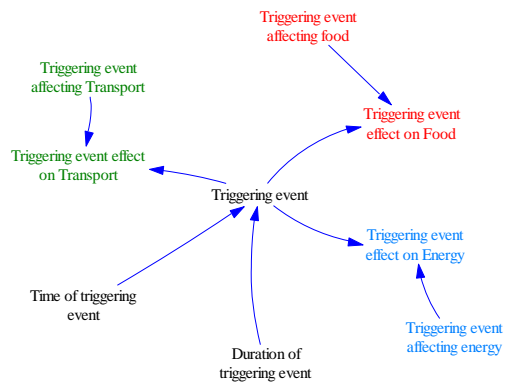 Triggering event
affecting food
Triggering event
affecting Transport
Triggering event
effect on Food
Triggering event effect
on Transport
Triggering event
Triggering event
effect on Energy
Time of triggering
event
Triggering event
affecting energy
Duration of
triggering event